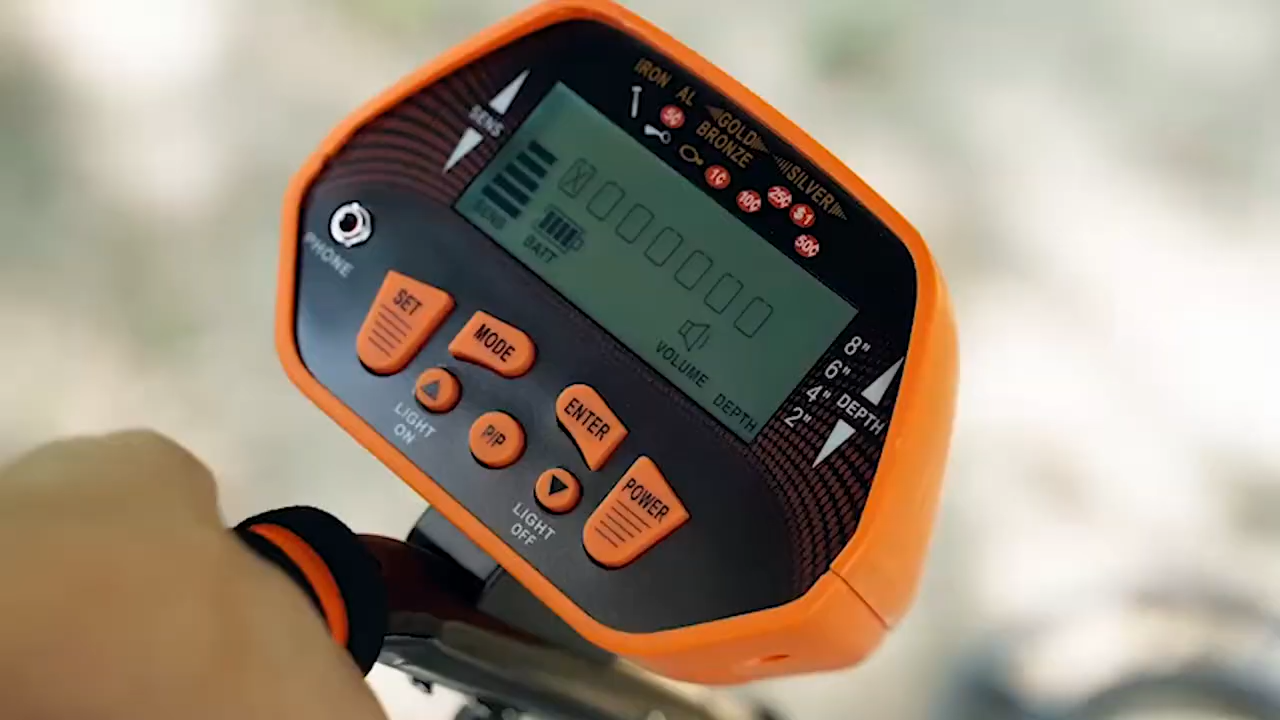 IRON AL
GOLD
BRONZE
SILVER
5¢
1¢
10¢
25¢
$1
50¢
SENS
SENS
BATT
VOLUME
DEPTH
8"
6"
4"
2"
DEPTH
PHONE
SET
MODE
ENTER
POWER
P/P
LIGHT
ON
LIGHT
OFF